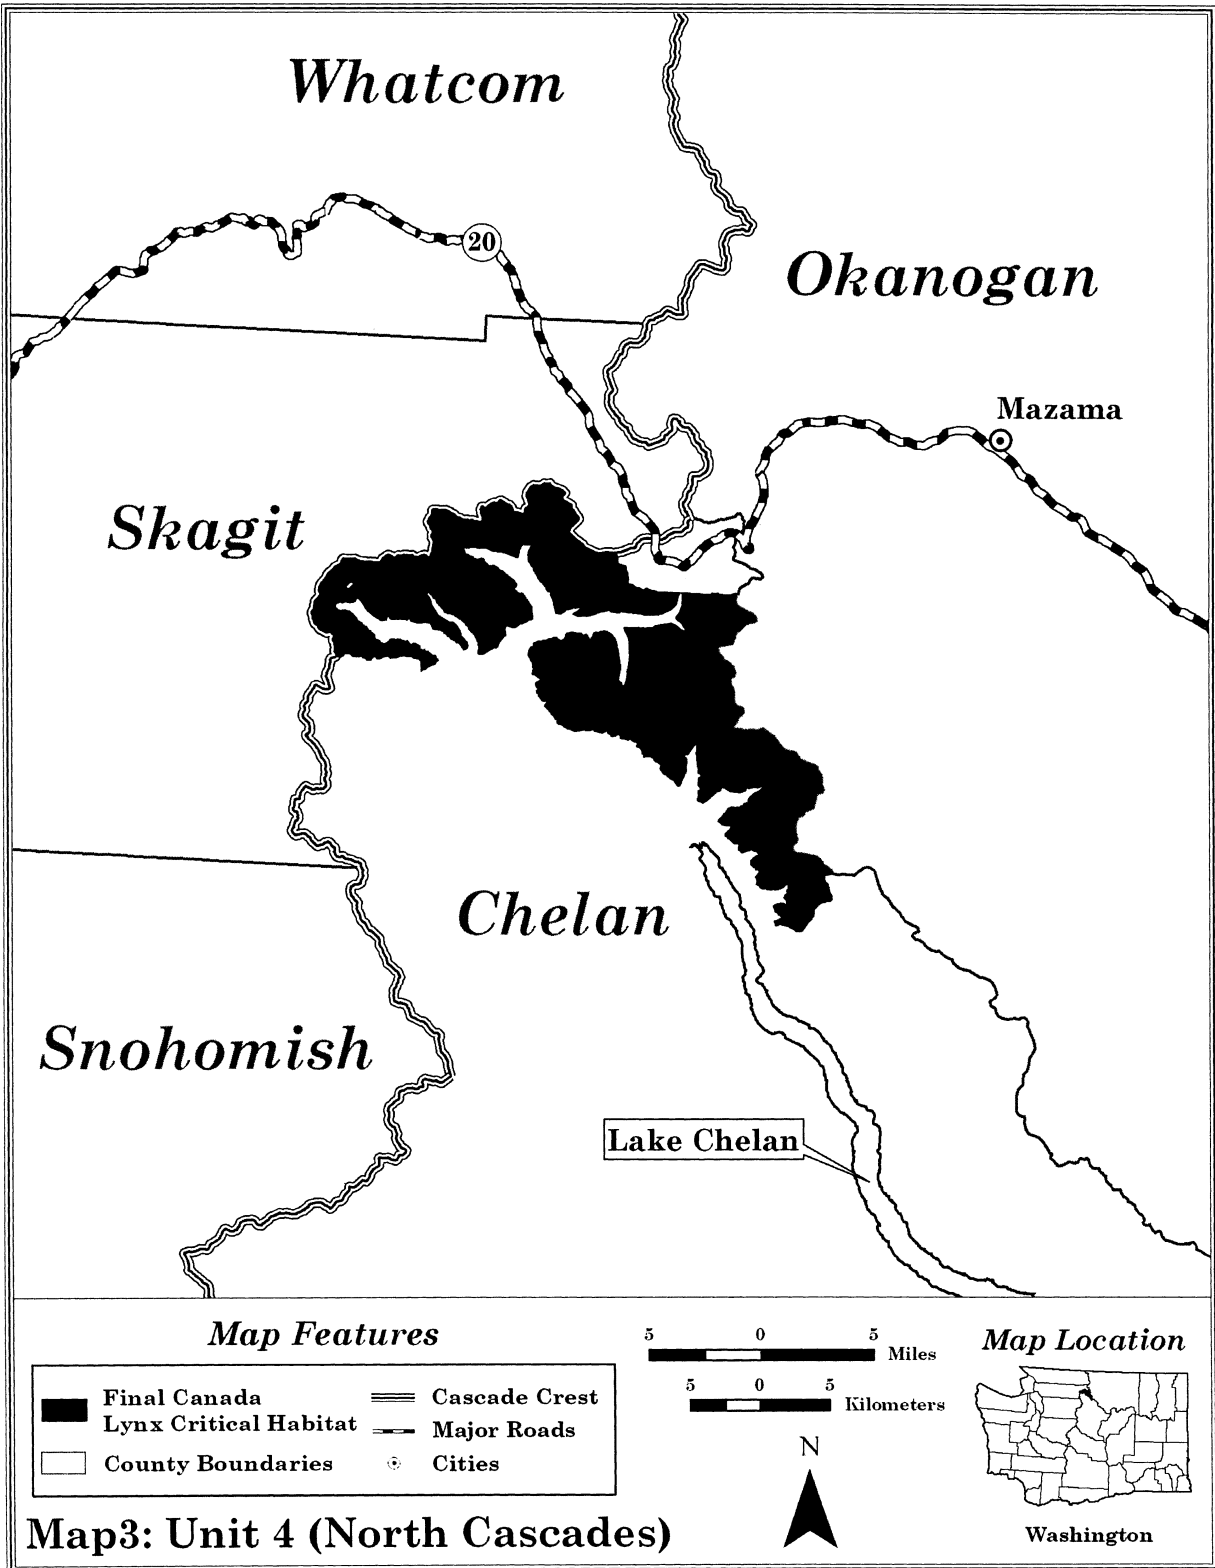 Whatcom
20
Okanogan
Mazama
Skagit
Chelan
Snohomish
Lake Chelan
Map Features
Final Canada
Lynx Critical Habitat
County Boundaries
Cascade Crest
Major Roads
Cities
5 0 5
Miles
5 0 5
Kilometers
N
Map Location
Washington
Map3: Unit 4 (North Cascades)